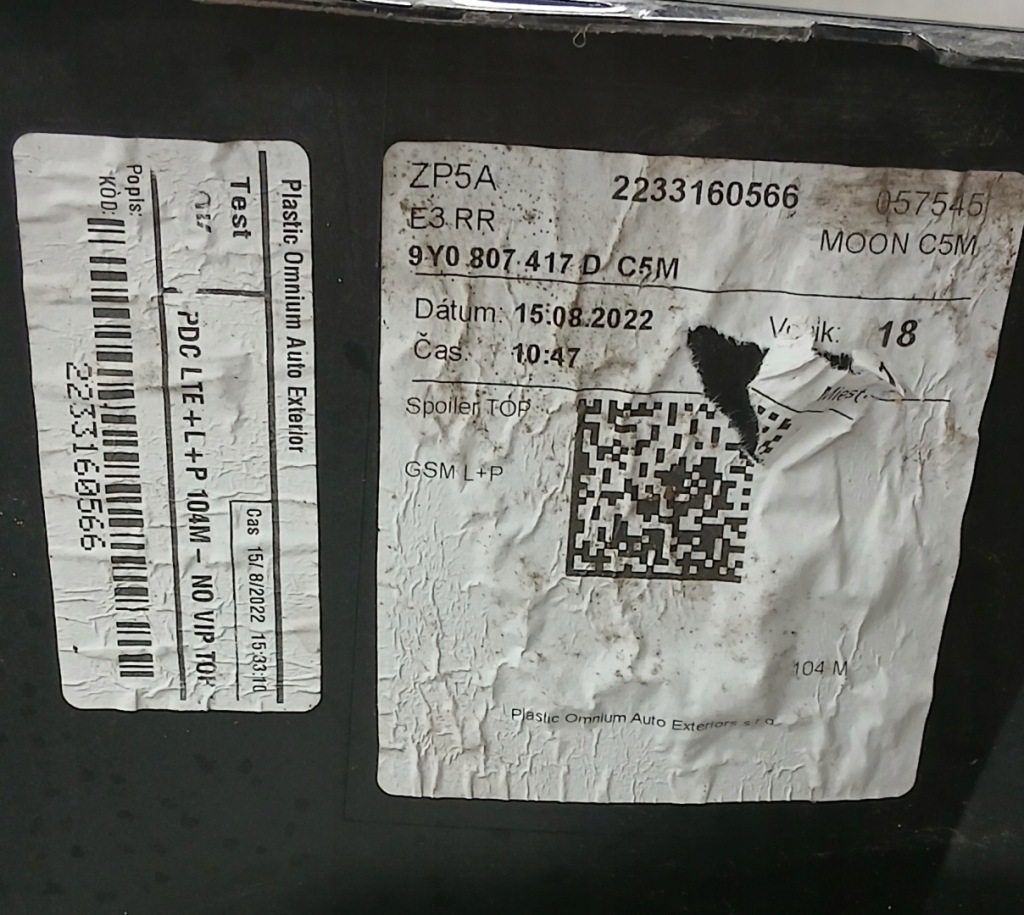 Plastic Omnium Auto Exterior
Test
Cas 15/ 8/2022 15:33:10
PDC LTE+L+P 104M - NO VIP TOP
Popis:
KÓD:
2233160566
ZP5A
2233160566
057545
E3 RR
MOON C5M
9Y0 807 417 D C5M
Dátum: 15.08.2022
18
Čas: 10:47
Miest.
Spoiler TOP
GSM L+P
104 M
Plastic Omnium Auto Exteriors s.r.o.